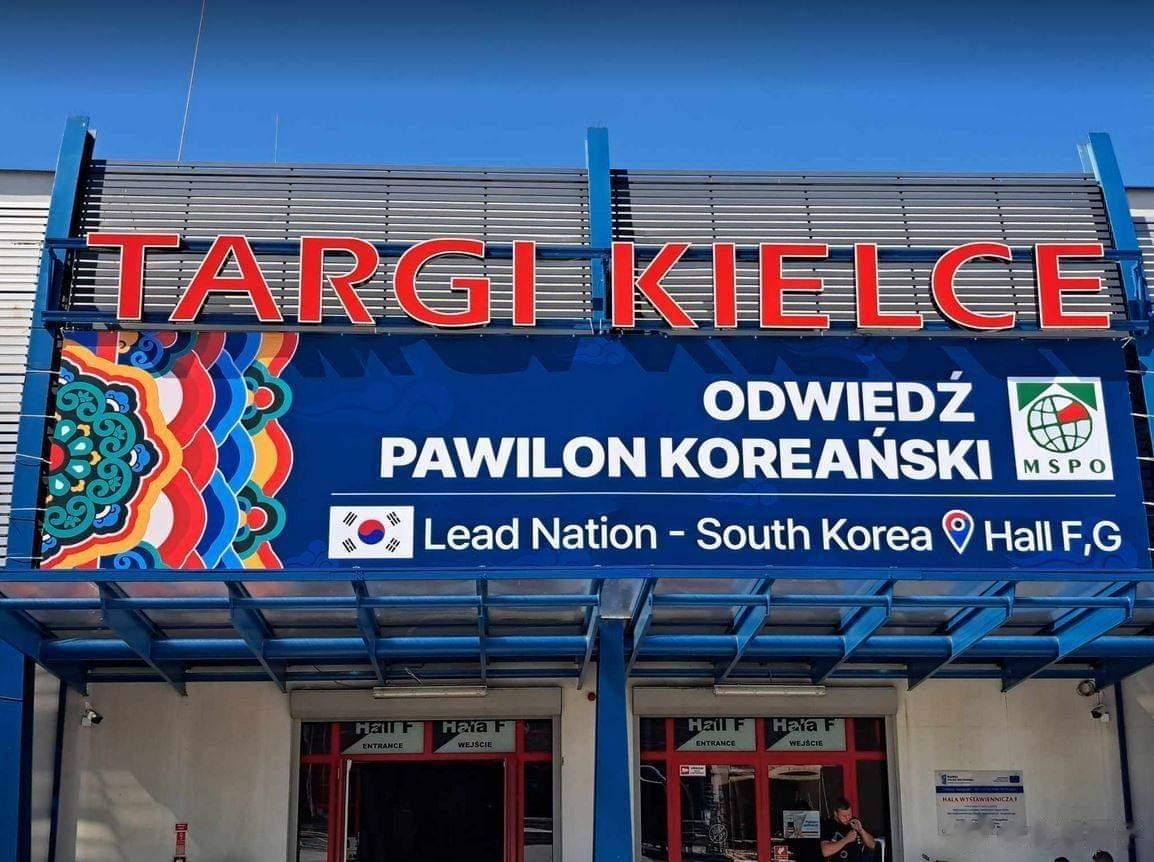 TARGI KIELCE
ODWIEDŹ
PAWILON KOREAŃSKI
MSPO
Lead Nation - South Korea Hall F,G
Hall F Hala F Hall F Hala F
ENTRANCE WEJŚCIE ENTRANCE WEJŚCIE
HALA WYSTAWIENNICZA F